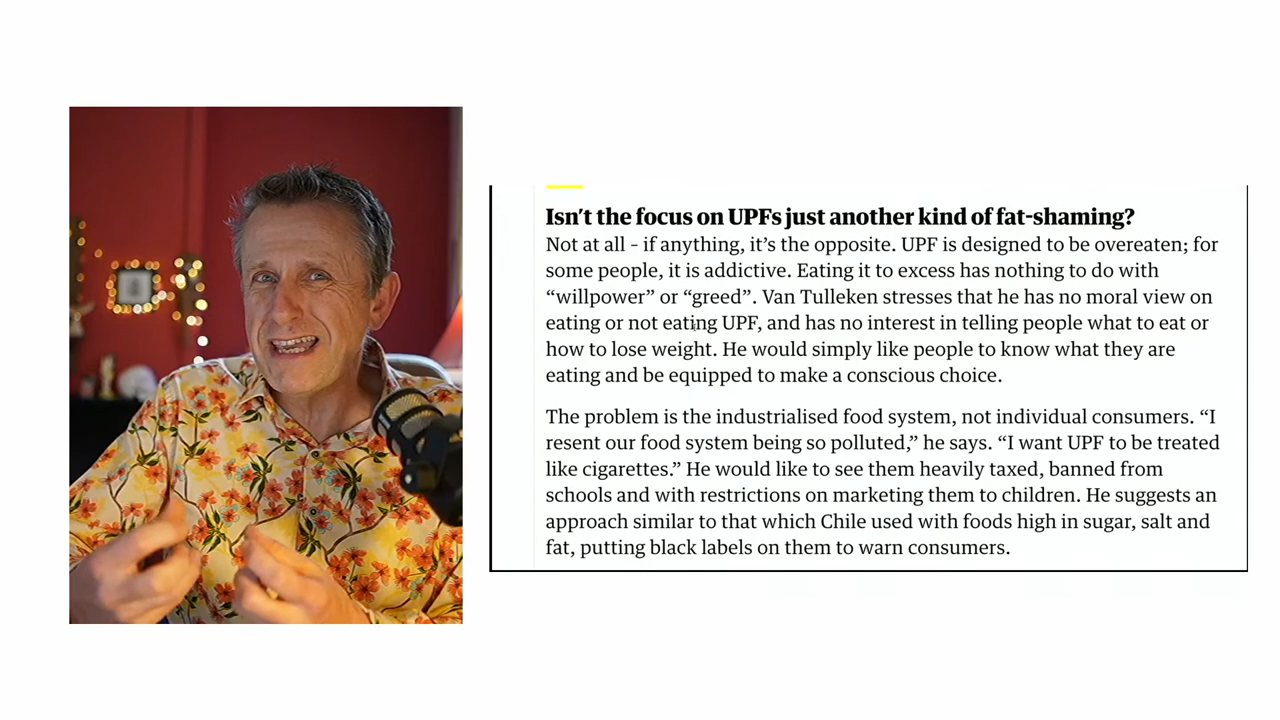 Isn’t the focus on UPFs just another kind of fat-shaming?
Not at all – if anything, it’s the opposite. UPF is designed to be overeaten; for
some people, it is addictive. Eating it to excess has nothing to do with
“willpower” or “greed”. Van Tulleken stresses that he has no moral view on
eating or not eating UPF, and has no interest in telling people what to eat or
how to lose weight. He would simply like people to know what they are
eating and be equipped to make a conscious choice.
The problem is the industrialised food system, not individual consumers. “I
resent our food system being so polluted,” he says. “I want UPF to be treated
like cigarettes.” He would like to see them heavily taxed, banned from
schools and with restrictions on marketing them to children. He suggests an
approach similar to that which Chile used with foods high in sugar, salt and
fat, putting black labels on them to warn consumers.